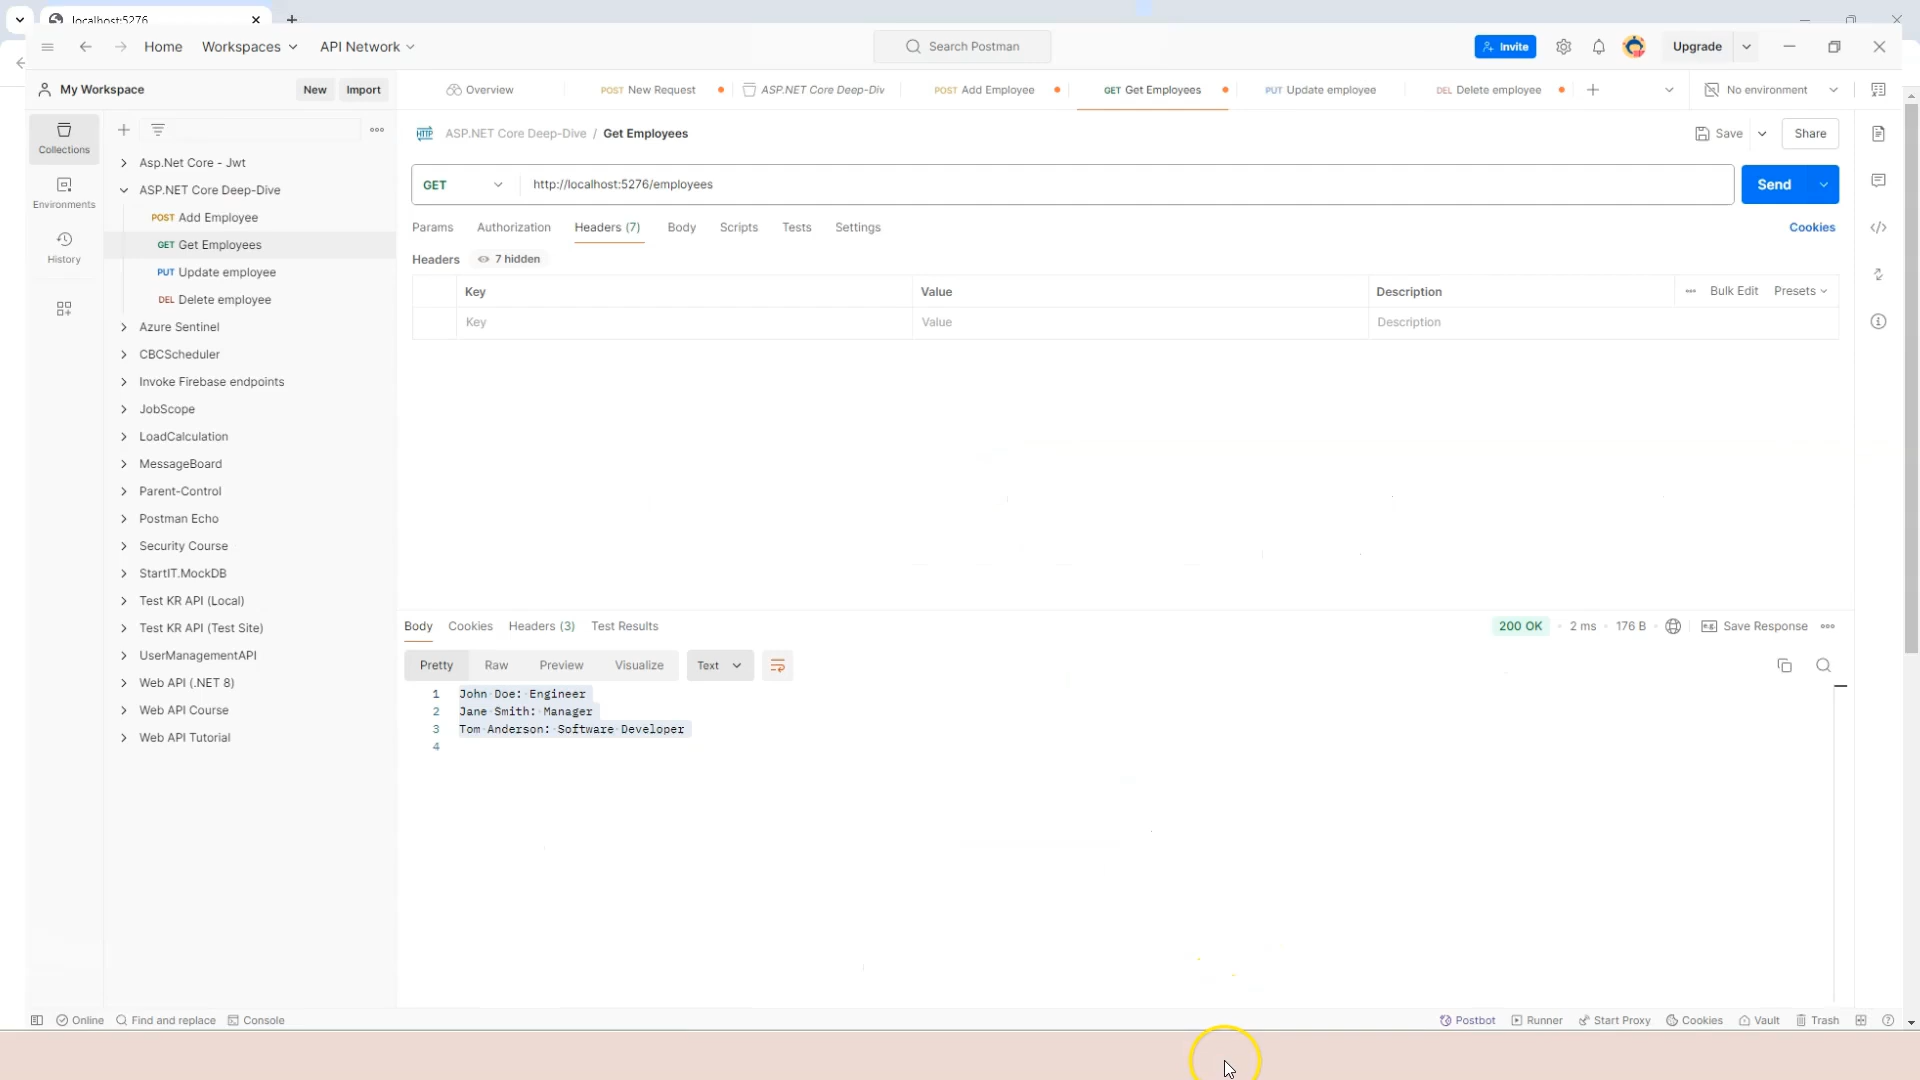 localhost:5276
Home Workspaces API Network Search Postman Invite Upgrade
My Workspace New Import Overview POST New Request ASP.NET Core Deep-Div POST Add Employee GET Get Employees PUT Update employee DEL Delete employee No environment
Collections
Environments
History
Asp.Net Core - Jwt
ASP.NET Core Deep-Dive
POST Add Employee
GET Get Employees
PUT Update employee
DEL Delete employee
Azure Sentinel
CBCScheduler
Invoke Firebase endpoints
JobScope
LoadCalculation
MessageBoard
Parent-Control
Postman Echo
Security Course
StartIT.MockDB
Test KR API (Local)
Test KR API (Test Site)
UserManagementAPI
Web API (.NET 8)
Web API Course
Web API Tutorial
HTTP ASP.NET Core Deep-Dive / Get Employees Save Share
GET http://localhost:5276/employees Send
Params Authorization Headers (7) Body Scripts Tests Settings Cookies
Headers 7 hidden
Key Value Description Bulk Edit Presets
Key Value Description
Body Cookies Headers (3) Test Results 200 OK 2 ms 176 B Save Response
Pretty Raw Preview Visualize Text
1 John Doe: Engineer
2 Jane Smith: Manager
3 Tom Anderson: Software Developer
4
Online Find and replace Console Postbot Runner Start Proxy Cookies Vault Trash